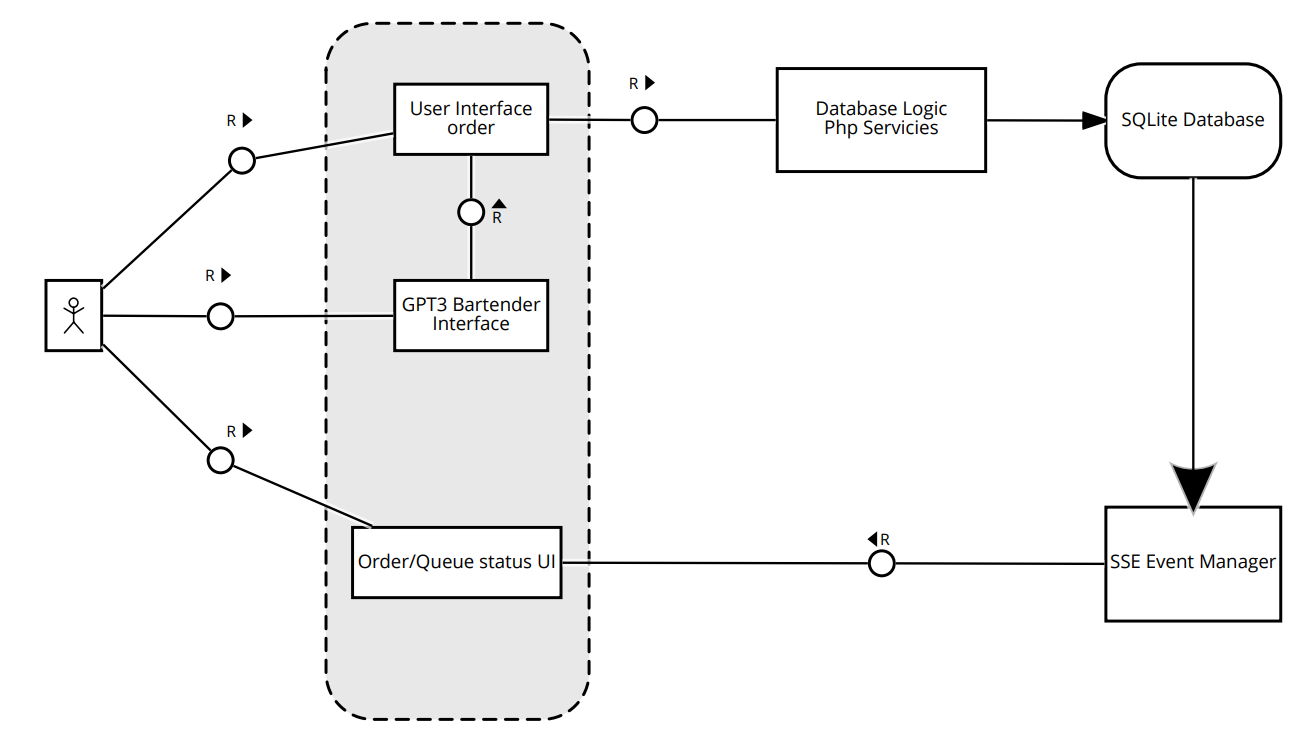 R
User Interface
order
R
Database Logic
Php Servicies
SQLite Database
R
R
GPT3 Bartender
Interface
R
R
Order/Queue status UI
R
SSE Event Manager